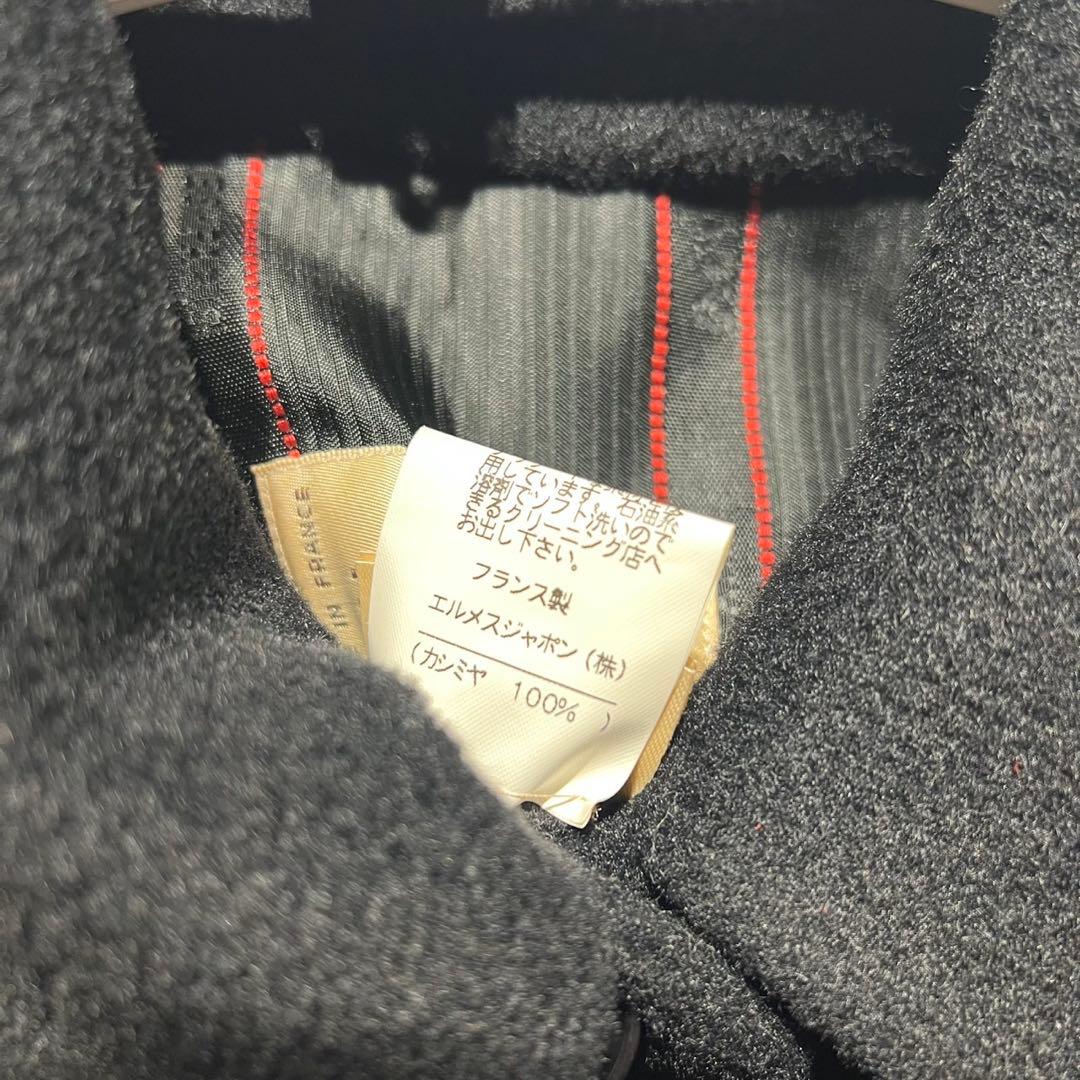 用しています。石油系
溶剤でソフト洗いので
きるクリーニング店へ
お出し下さい。
フランス製
エルメスジャポン（株）
（カシミヤ 100% ）
IN FRANCE